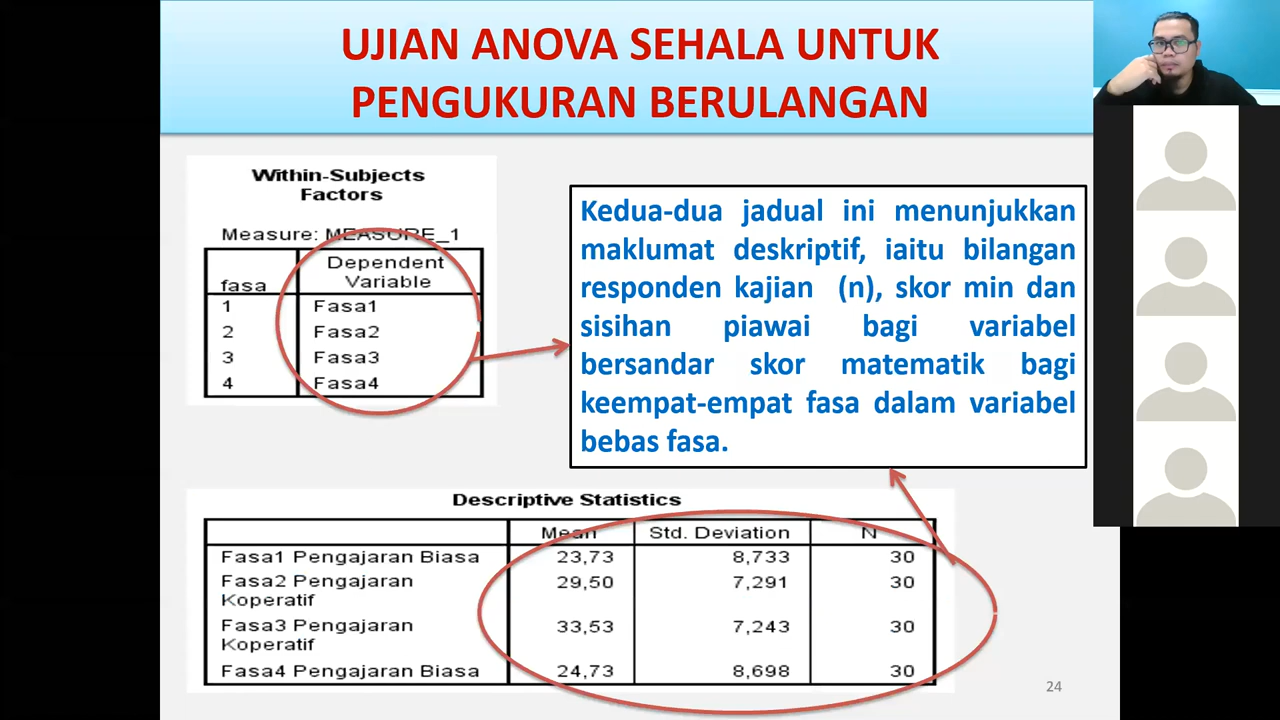 UJIAN ANOVA SEHALA UNTUK
PENGUKURAN BERULANGAN
Within-Subjects
Factors
Measure: MEASURE_1
fasa Dependent Variable
1 Fasa1
2 Fasa2
3 Fasa3
4 Fasa4
Kedua-dua jadual ini menunjukkan
maklumat deskriptif, iaitu bilangan
responden kajian (n), skor min dan
sisihan piawai bagi variabel
bersandar skor matematik bagi
keempat-empat fasa dalam variabel
bebas fasa.
Descriptive Statistics
Mean Std. Deviation N
Fasa1 Pengajaran Biasa 23,73 8,733 30
Fasa2 Pengajaran Koperatif 29,50 7,291 30
Fasa3 Pengajaran Koperatif 33,53 7,243 30
Fasa4 Pengajaran Biasa 24,73 8,698 30
24